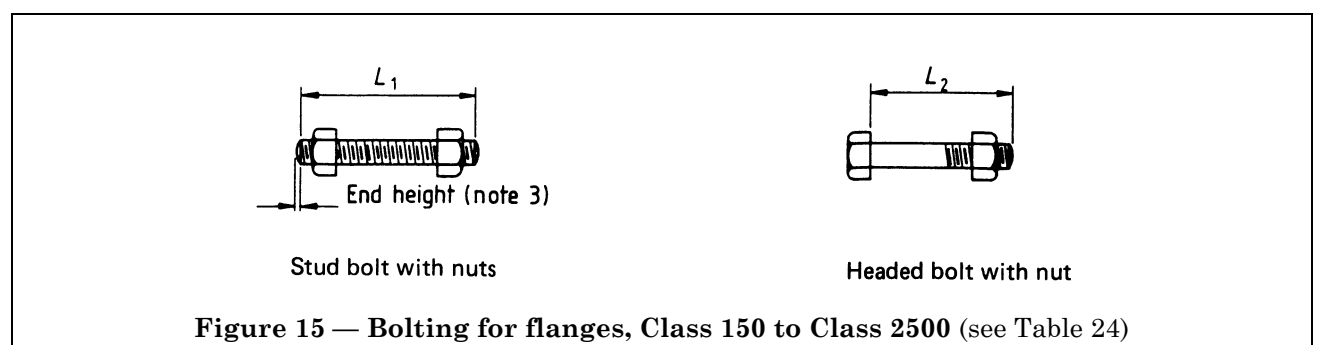 L1
L2
End height (note 3)
Stud bolt with nuts
Headed bolt with nut
Figure 15 — Bolting for flanges, Class 150 to Class 2500 (see Table 24)